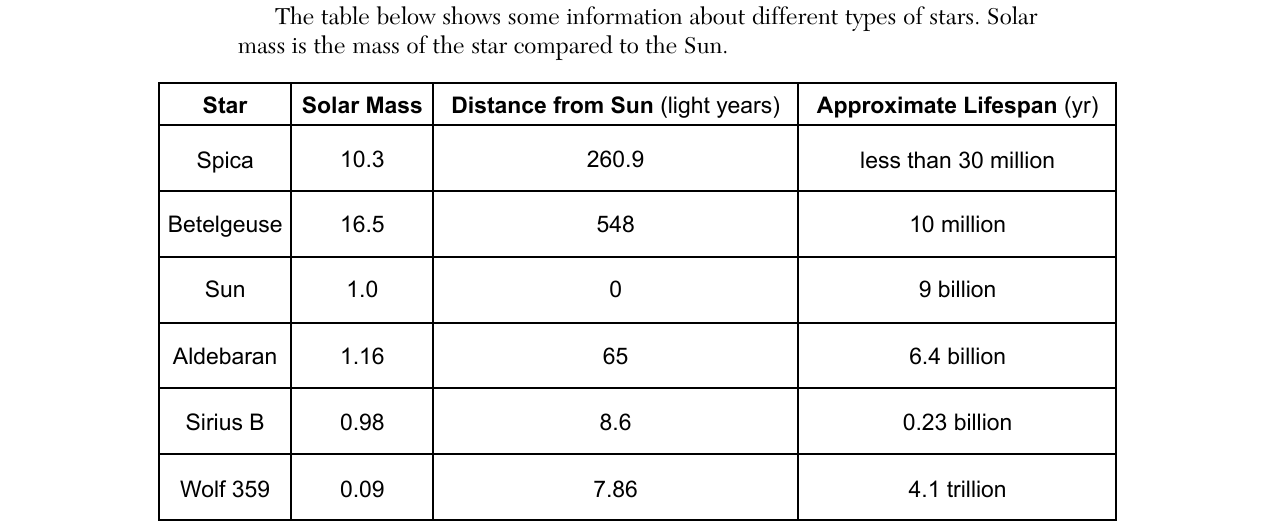 The table below shows some information about different types of stars. Solar
mass is the mass of the star compared to the Sun.
Star Solar Mass Distance from Sun (light years) Approximate Lifespan (yr)
Spica 10.3 260.9 less than 30 million
Betelgeuse 16.5 548 10 million
Sun 1.0 0 9 billion
Aldebaran 1.16 65 6.4 billion
Sirius B 0.98 8.6 0.23 billion
Wolf 359 0.09 7.86 4.1 trillion